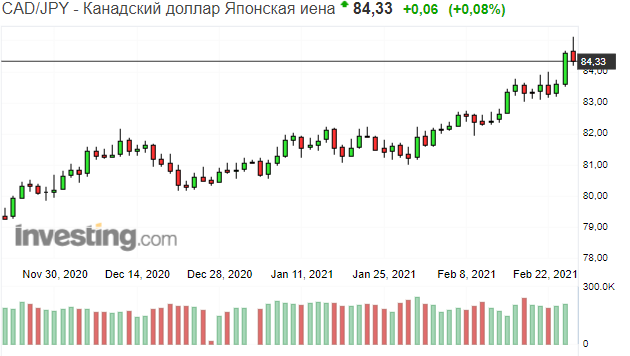 CAD/JPY - Канадский доллар Японская иена 84,33 +0,06 (+0,08%)
84,33
84,00
83,00
82,00
81,00
80,00
79,00
78,00
investing.com
Nov 30, 2020 Dec 14, 2020 Dec 28, 2020 Jan 11, 2021 Jan 25, 2021 Feb 8, 2021 Feb 22, 2021
300.0K
0